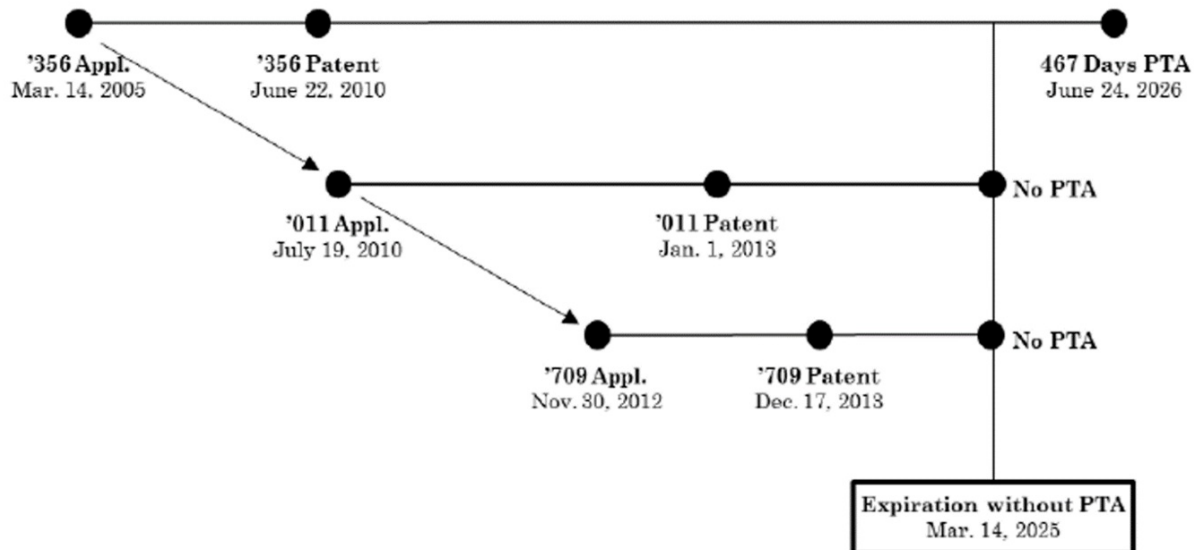 ’356 Appl.
Mar. 14, 2005
’356 Patent
June 22, 2010
467 Days PTA
June 24, 2026
’011 Appl.
July 19, 2010
’011 Patent
Jan. 1, 2013
No PTA
’709 Appl.
Nov. 30, 2012
’709 Patent
Dec. 17, 2013
No PTA
Expiration without PTA
Mar. 14, 2025